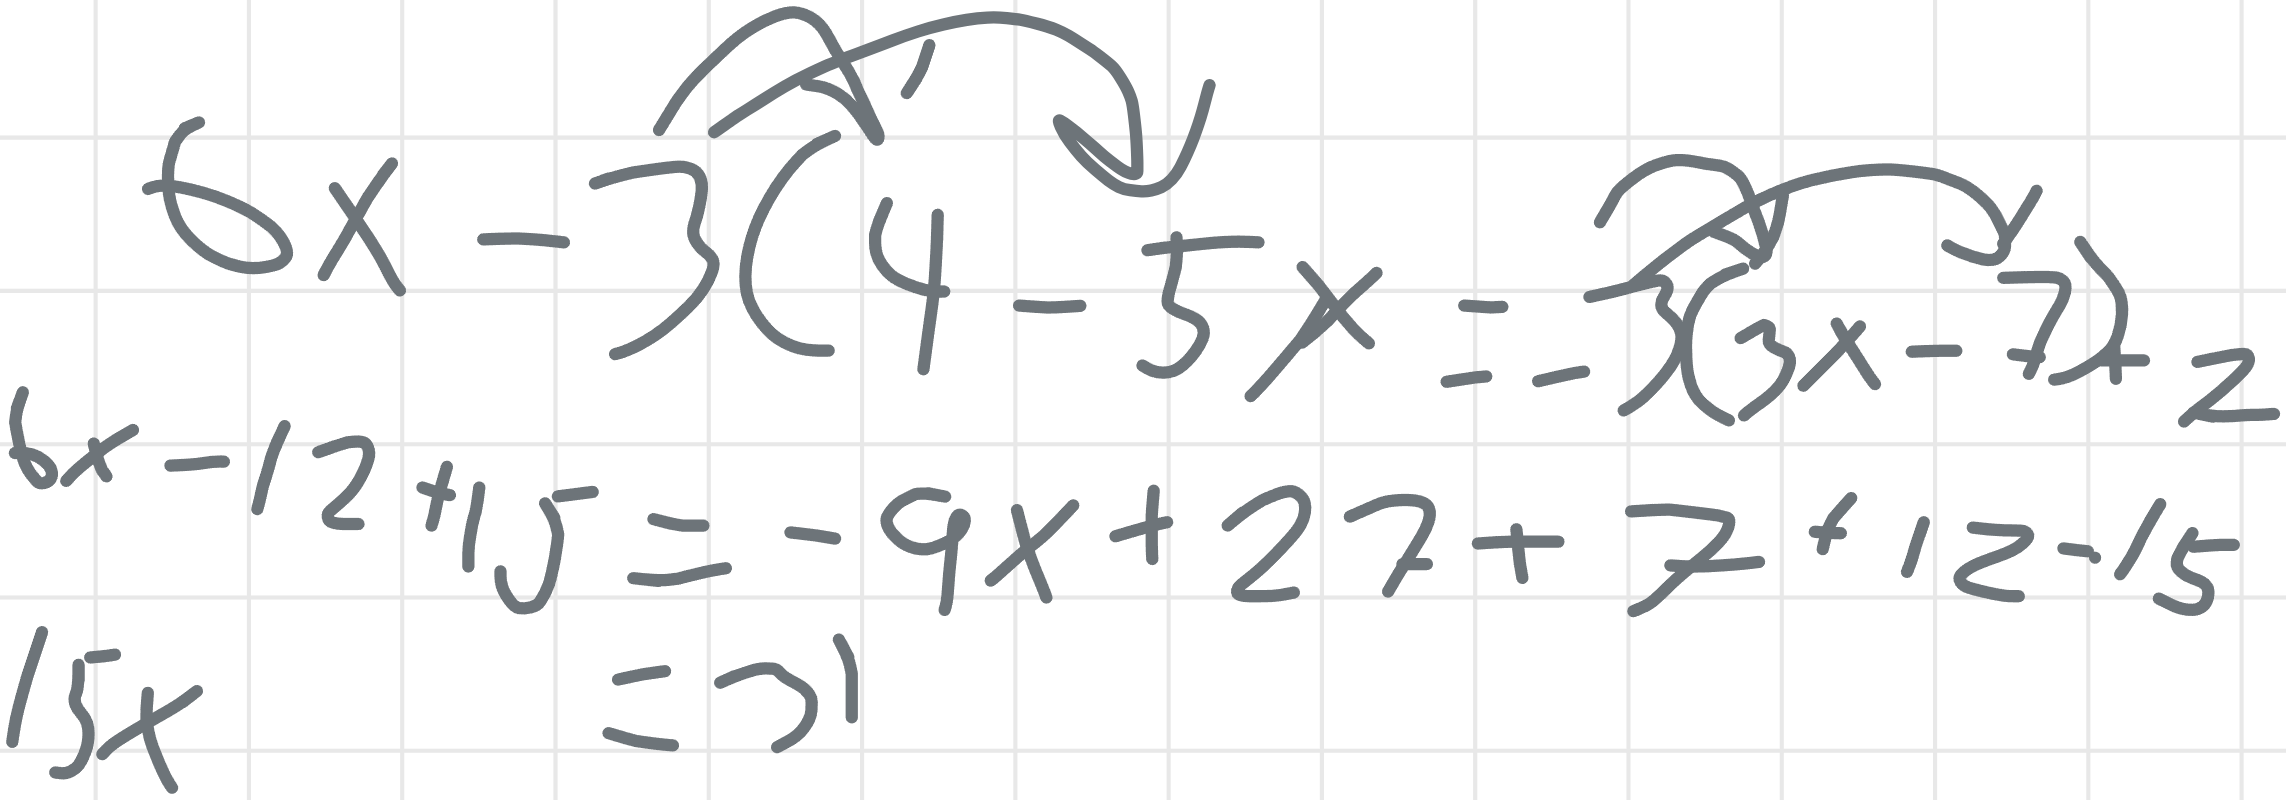 6x - 3(4 - 5x = -3(3x - 7) + 2
6x - 12 + 15 = -9x + 27 + 7 + 12 - 15
15x = 31